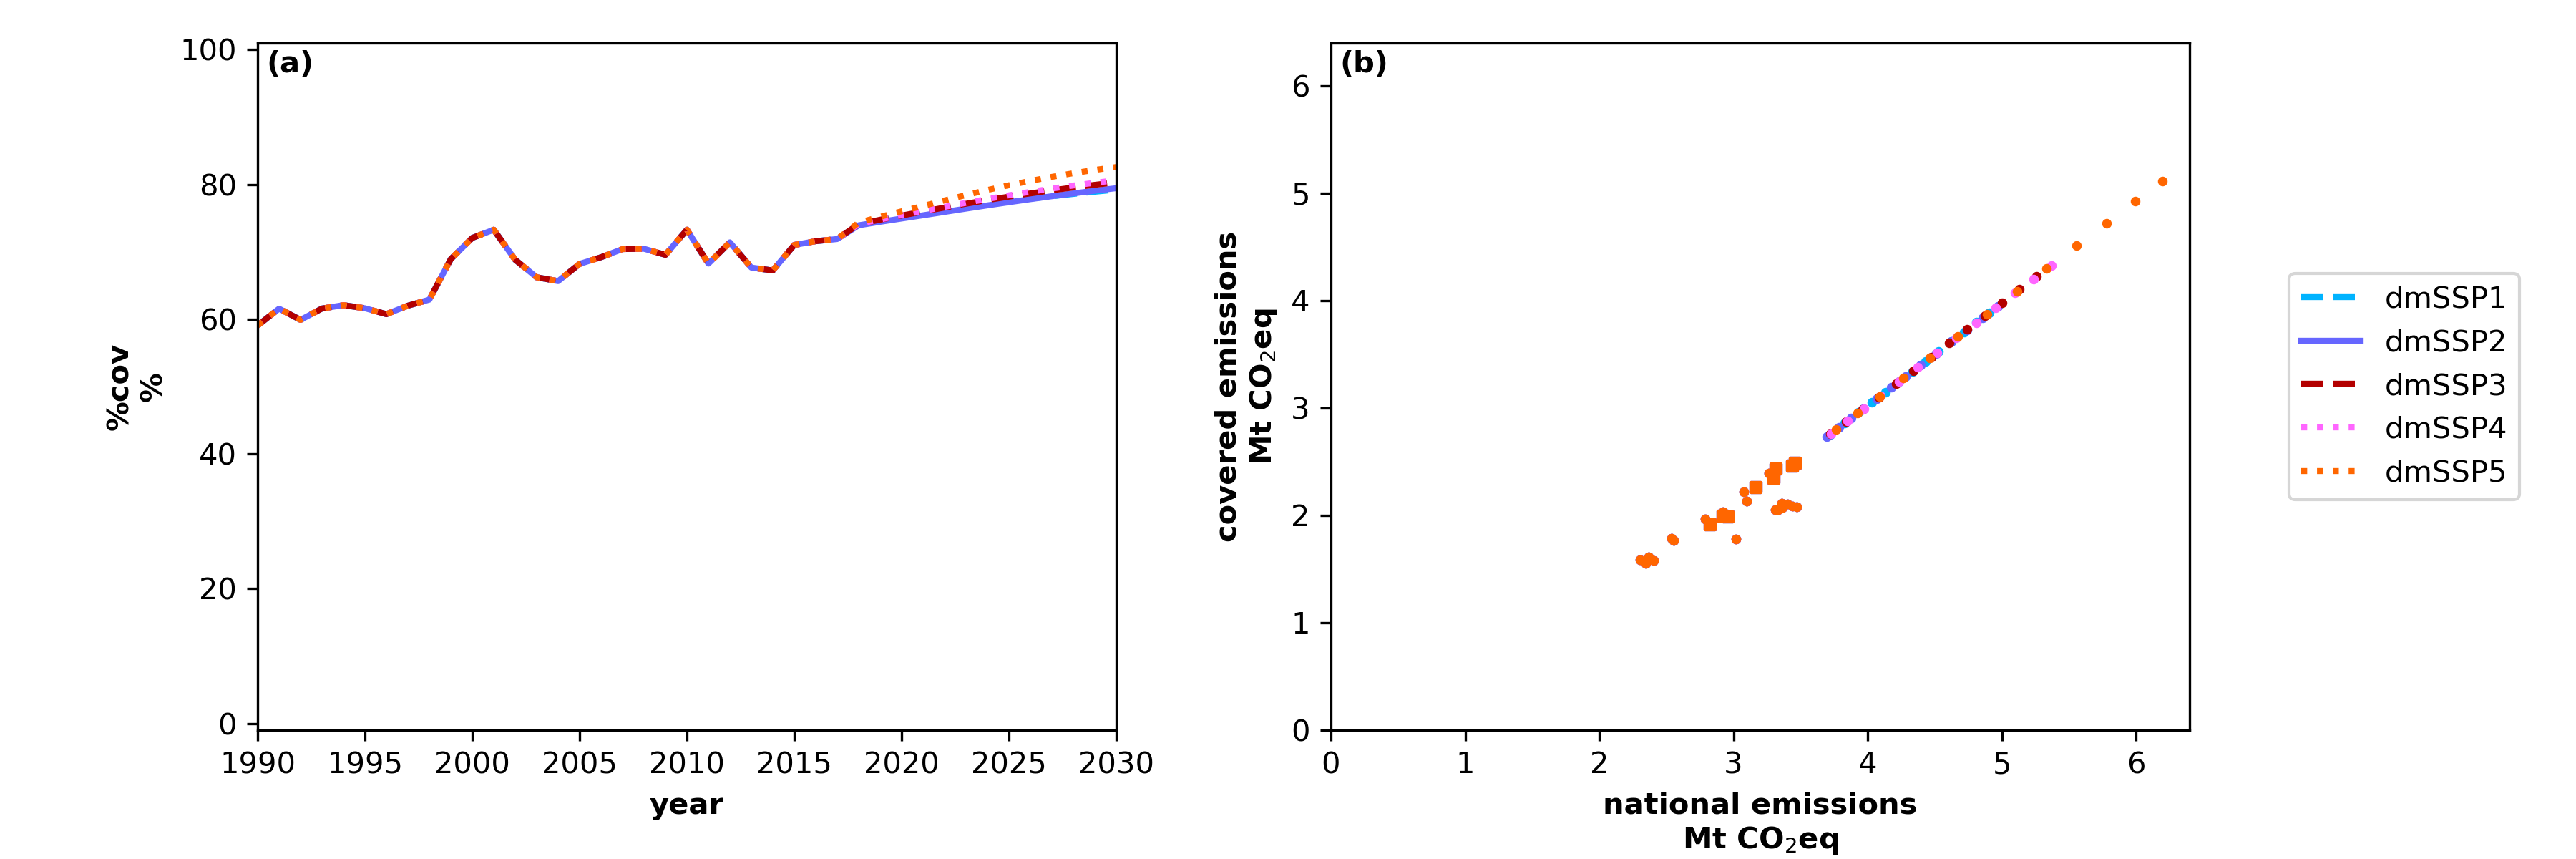 (a)
100
80
60
40
20
0
%cov
%
1990 1995 2000 2005 2010 2015 2020 2025 2030
year
(b)
6
5
4
3
2
1
0
covered emissions
Mt CO₂eq
0 1 2 3 4 5 6
national emissions
Mt CO₂eq
dmSSP1
dmSSP2
dmSSP3
dmSSP4
dmSSP5